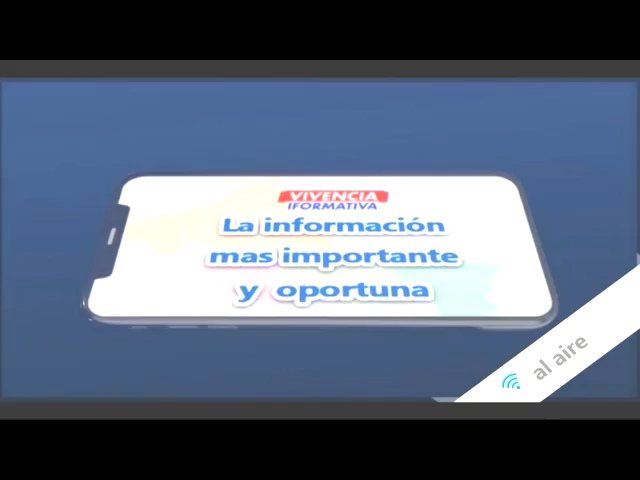 VIVENCIA
IFORMATIVA
La información
mas importante
y oportuna
al aire